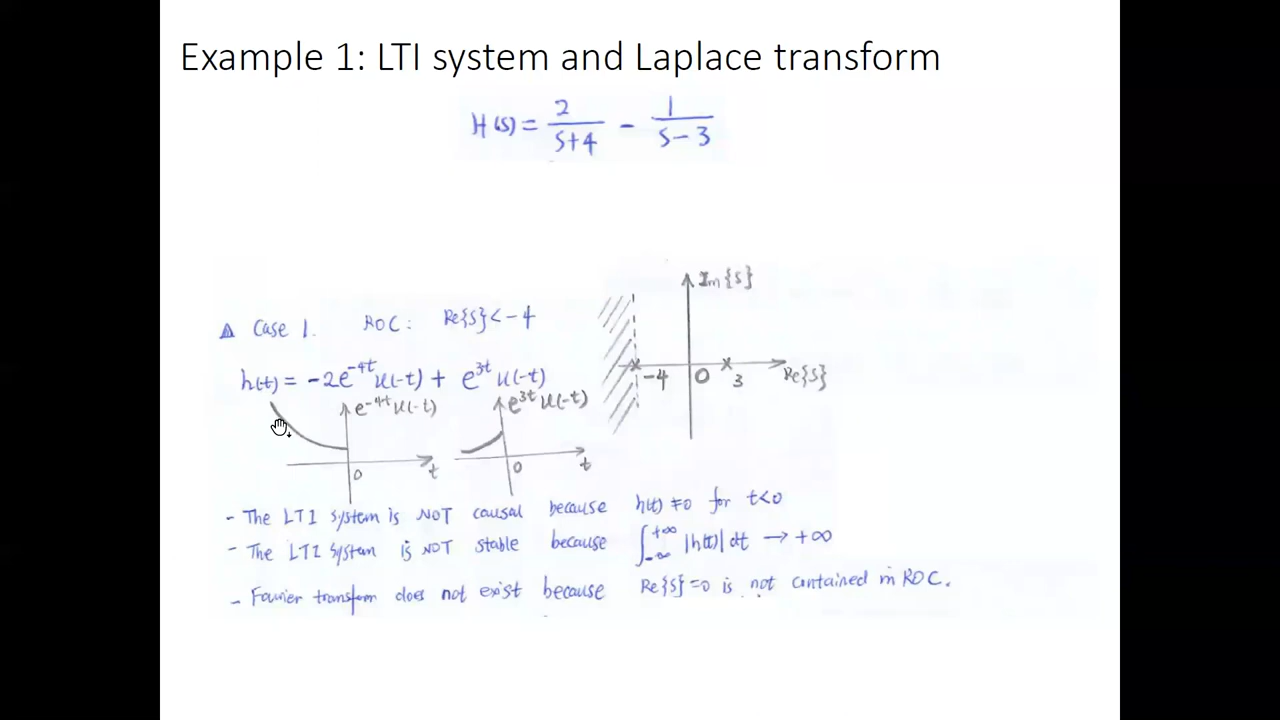 Example 1: LTI system and Laplace transform
H(s) = 2/(s+4) - 1/(s-3)
△ Case 1. ROC: Re{s}<-4
h(t) = -2e^{-4t}u(-t) + e^{3t}u(-t)
e^{-4t}u(-t)
0 t
e^{3t}u(-t)
0 t
Im{s}
-4 0 3 Re{s}
- The LTI system is NOT causal because h(t) ≠0 for t<0
- The LTI system is NOT stable because ∫_{-∞}^{+∞} |h(t)| dt → +∞
- Fourier transform does not exist because Re{s}=0 is not contained in ROC.